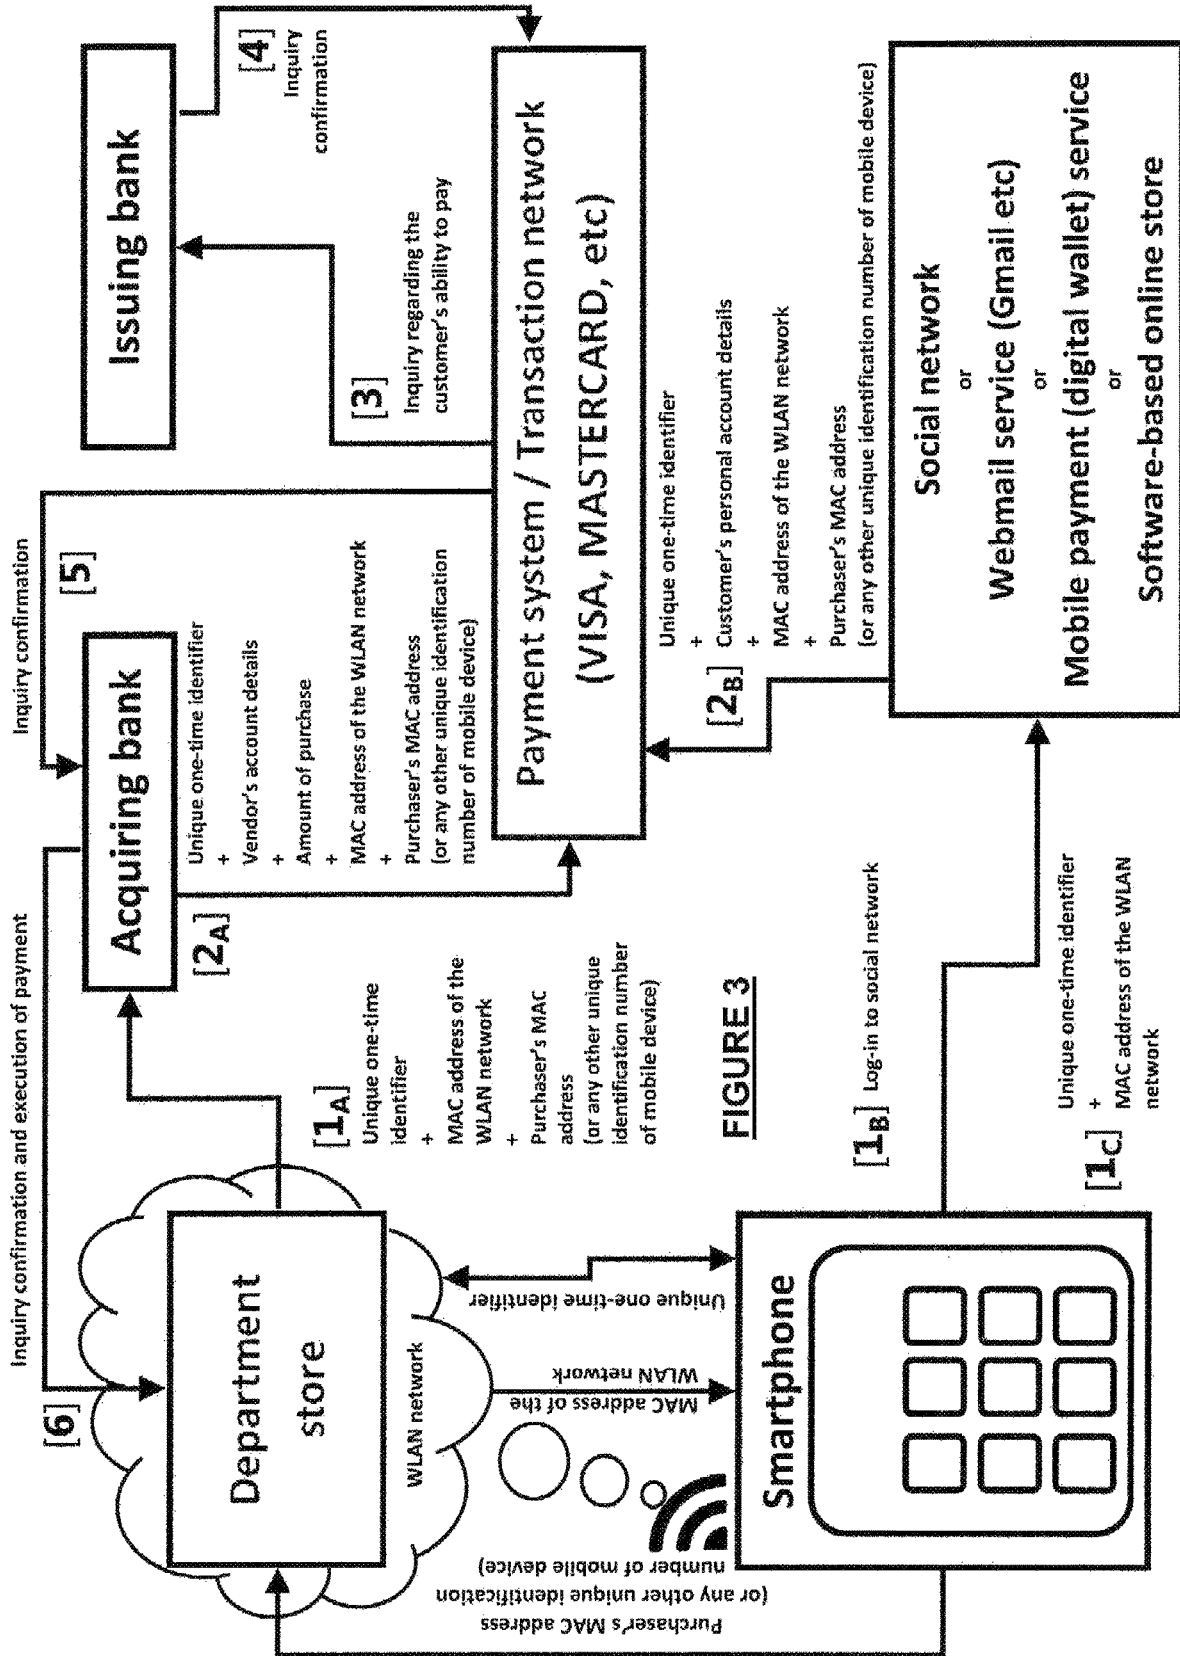 Inquiry confirmation and execution of payment
Inquiry confirmation
[6]
[5]
Department
store
WLAN network
Acquiring bank
Issuing bank
[4]
Inquiry
confirmation
[3]
Inquiry regarding the
customer's ability to pay
[1A]
Unique one-time
identifier
+
MAC address of the
WLAN network
+
Purchaser's MAC
address
(or any other unique
identification number
of mobile device)
[2A]
Unique one-time identifier
+
Vendor's account details
+
Amount of purchase
+
MAC address of the WLAN network
+
Purchaser's MAC address
(or any other unique identification
number of mobile device)
Payment system / Transaction network
(VISA, MASTERCARD, etc)
Purchaser's MAC address
(or any other unique identification
number of mobile device)
MAC address of the
WLAN network
Unique one-time identifier
FIGURE 3
[2B]
Unique one-time identifier
+
Customer's personal account details
+
MAC address of the WLAN network
+
Purchaser's MAC address
(or any other unique identification number of mobile device)
Smartphone
[1B] Log-in to social network
[1C]
Unique one-time identifier
+
MAC address of the WLAN
network
Social network
or
Webmail service (Gmail etc)
or
Mobile payment (digital wallet) service
or
Software-based online store